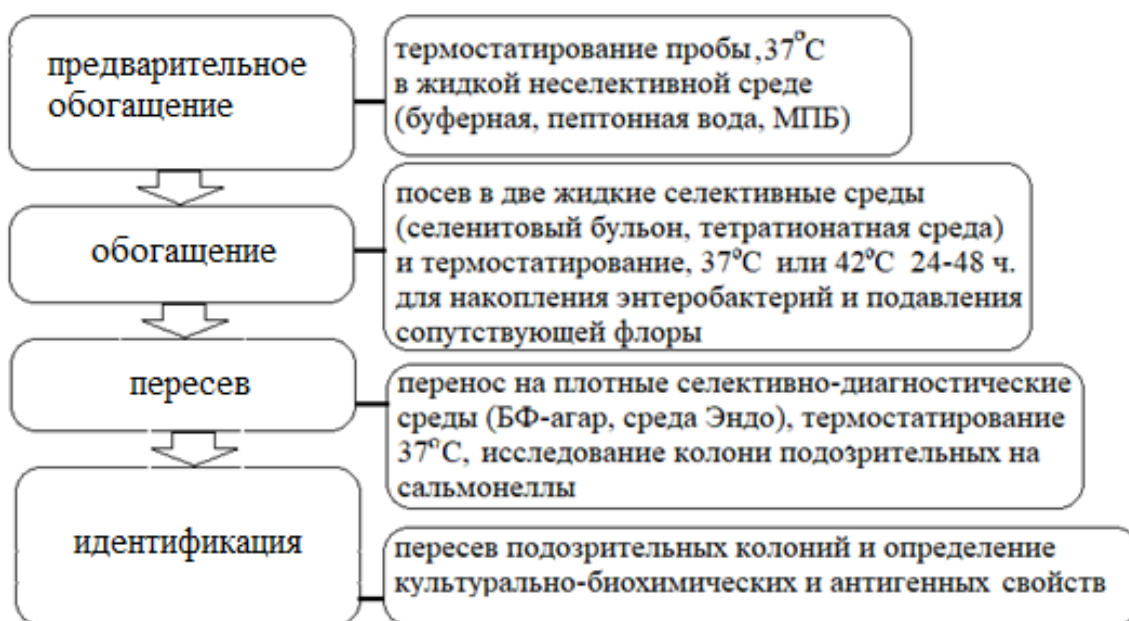 предварительное
обогащение
термостатирование пробы, 37°С
в жидкой неселективной среде
(буферная, пептонная вода, МПБ)
обогащение
посев в две жидкие селективные среды
(селенитовый бульон, тетратионатная среда)
и термостатирование, 37°С или 42°С 24-48 ч.
для накопления энтеробактерий и подавления
сопутствующей флоры
пересев
перенос на плотные селективно-диагностические
среды (БФ-агар, среда Эндо), термостатирование
37°С, исследование колони подозрительных на
сальмонеллы
идентификация
пересев подозрительных колоний и определение
культурально-биохимических и антигенных свойств